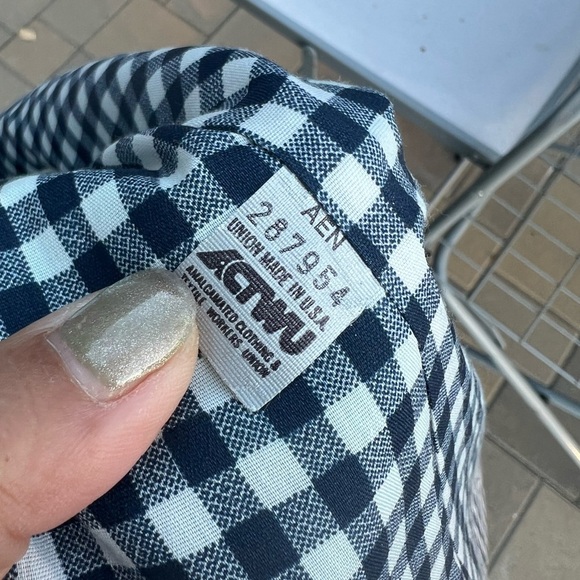 AEN
287954
UNION MADE IN U.S.A.
ACTWU
AMALGAMATED CLOTHING &
TEXTILE WORKERS UNION